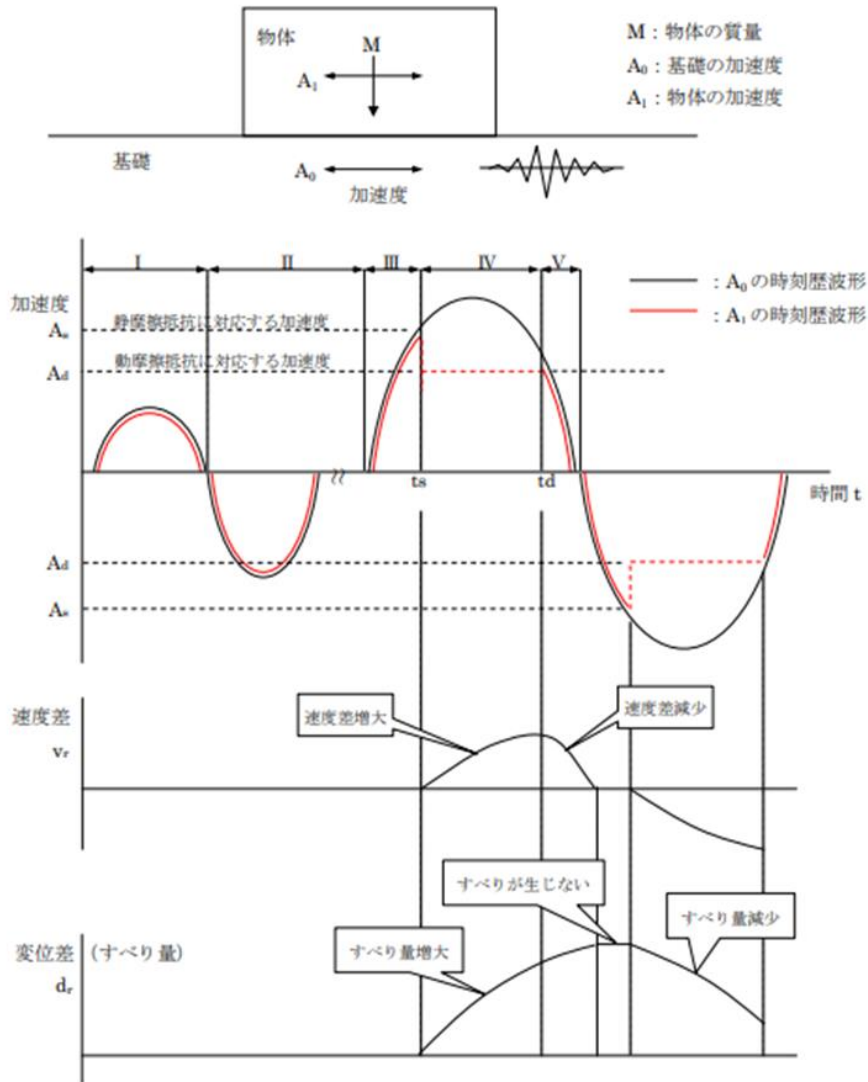 物体
M
A₁
M：物体の質量
A₀：基礎の加速度
A₁：物体の加速度
基礎
A₀
加速度
I
II
III
IV
V
加速度
：A₀の時刻歴波形
：A₁の時刻歴波形
静摩擦抵抗に対応する加速度
Aₛ
動摩擦抵抗に対応する加速度
A_d
ts
td
時間 t
A_d
Aₛ
速度差
vᵣ
速度差増大
速度差減少
すべりが生じない
変位差 (すべり量)
dᵣ
すべり量増大
すべり量減少